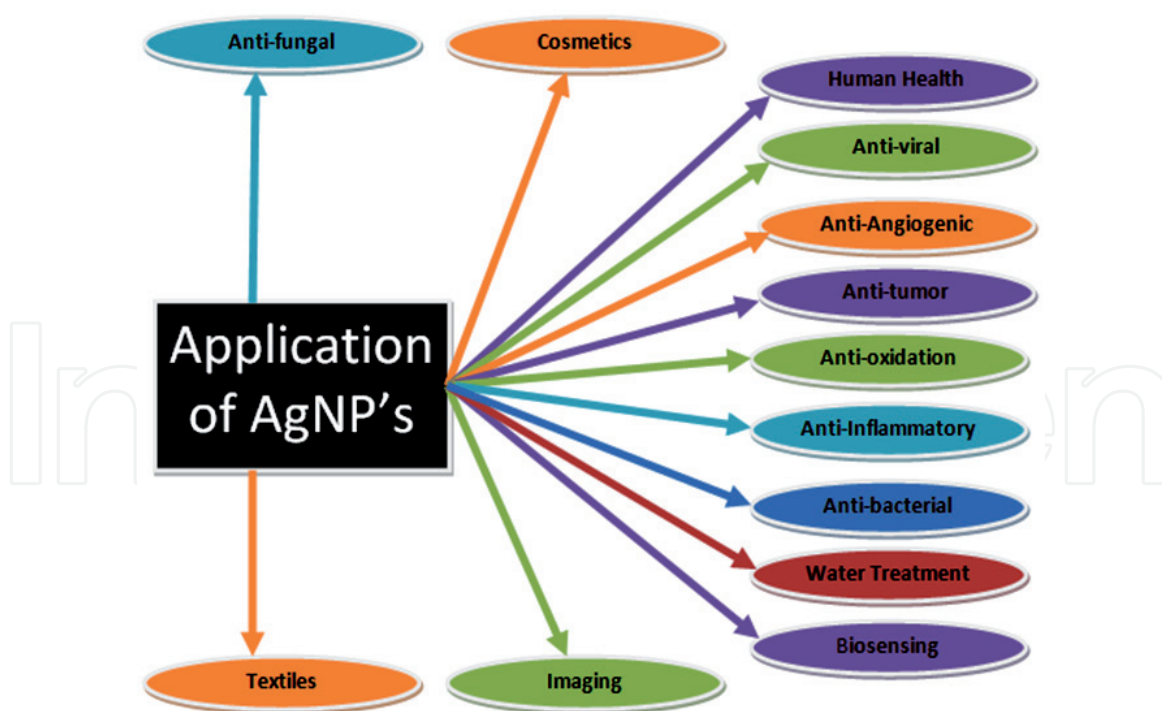 Anti-fungal
Cosmetics
Human Health
Anti-viral
Anti-Angiogenic
Anti-tumor
Application
of AgNP's
Anti-oxidation
Anti-Inflammatory
Anti-bacterial
Water Treatment
Biosensing
Textiles
Imaging